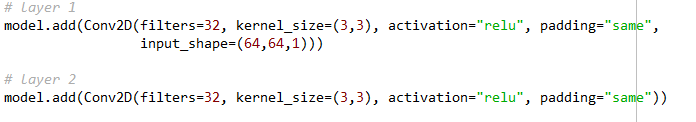 # layer 1
model.add(Conv2D(filters=32, kernel_size=(3,3), activation="relu", padding="same",
input_shape=(64,64,1)))
# layer 2
model.add(Conv2D(filters=32, kernel_size=(3,3), activation="relu", padding="same"))